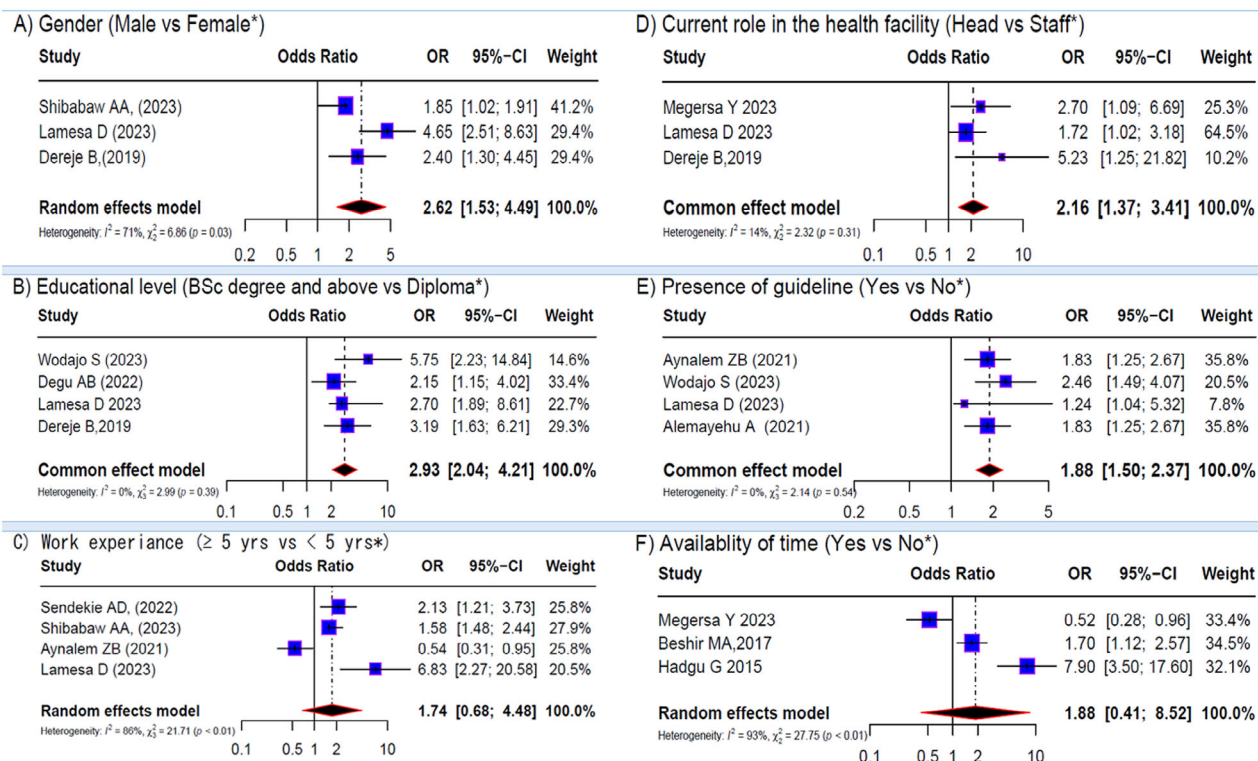 A) Gender (Male vs Female*)
Study Odds Ratio OR 95%−CI Weight
Shibabaw AA, (2023) 1.85 [1.02; 1.91] 41.2%
Lamesa D (2023) 4.65 [2.51; 8.63] 29.4%
Dereje B,(2019) 2.40 [1.30; 4.45] 29.4%
Random effects model 2.62 [1.53; 4.49] 100.0%
Heterogeneity: I² = 71%, χ²₂ = 6.86 (p = 0.03)
0.2 0.5 1 2 5
B) Educational level (BSc degree and above vs Diploma*)
Study Odds Ratio OR 95%−CI Weight
Wodajo S (2023) 5.75 [2.23; 14.84] 14.6%
Degu AB (2022) 2.15 [1.15; 4.02] 33.4%
Lamesa D 2023 2.70 [1.89; 8.61] 22.7%
Dereje B,2019 3.19 [1.63; 6.21] 29.3%
Common effect model 2.93 [2.04; 4.21] 100.0%
Heterogeneity: I² = 0%, χ²₃ = 2.99 (p = 0.39)
0.1 0.5 1 2 10
C) Work experiance (≥ 5 yrs vs < 5 yrs*)
Study Odds Ratio OR 95%−CI Weight
Sendekie AD, (2022) 2.13 [1.21; 3.73] 25.8%
Shibabaw AA, (2023) 1.58 [1.48; 2.44] 27.9%
Aynalem ZB (2021) 0.54 [0.31; 0.95] 25.8%
Lamesa D (2023) 6.83 [2.27; 20.58] 20.5%
Random effects model 1.74 [0.68; 4.48] 100.0%
Heterogeneity: I² = 86%, χ²₃ = 21.71 (p < 0.01)
0.1 0.5 1 2 10
D) Current role in the health facility (Head vs Staff*)
Study Odds Ratio OR 95%−CI Weight
Megersa Y 2023 2.70 [1.09; 6.69] 25.3%
Lamesa D 2023 1.72 [1.02; 3.18] 64.5%
Dereje B,2019 5.23 [1.25; 21.82] 10.2%
Common effect model 2.16 [1.37; 3.41] 100.0%
Heterogeneity: I² = 14%, χ²₂ = 2.32 (p = 0.31)
0.1 0.5 1 2 10
E) Presence of guideline (Yes vs No*)
Study Odds Ratio OR 95%−CI Weight
Aynalem ZB (2021) 1.83 [1.25; 2.67] 35.8%
Wodajo S (2023) 2.46 [1.49; 4.07] 20.5%
Lamesa D (2023) 1.24 [1.04; 5.32] 7.8%
Alemayehu A (2021) 1.83 [1.25; 2.67] 35.8%
Common effect model 1.88 [1.50; 2.37] 100.0%
Heterogeneity: I² = 0%, χ²₃ = 2.14 (p = 0.54)
0.2 0.5 1 2 5
F) Availablity of time (Yes vs No*)
Study Odds Ratio OR 95%−CI Weight
Megersa Y 2023 0.52 [0.28; 0.96] 33.4%
Beshir MA,2017 1.70 [1.12; 2.57] 34.5%
Hadgu G 2015 7.90 [3.50; 17.60] 32.1%
Random effects model 1.88 [0.41; 8.52] 100.0%
Heterogeneity: I² = 93%, χ²₂ = 27.75 (p < 0.01)
0.1 0.5 1 2 10